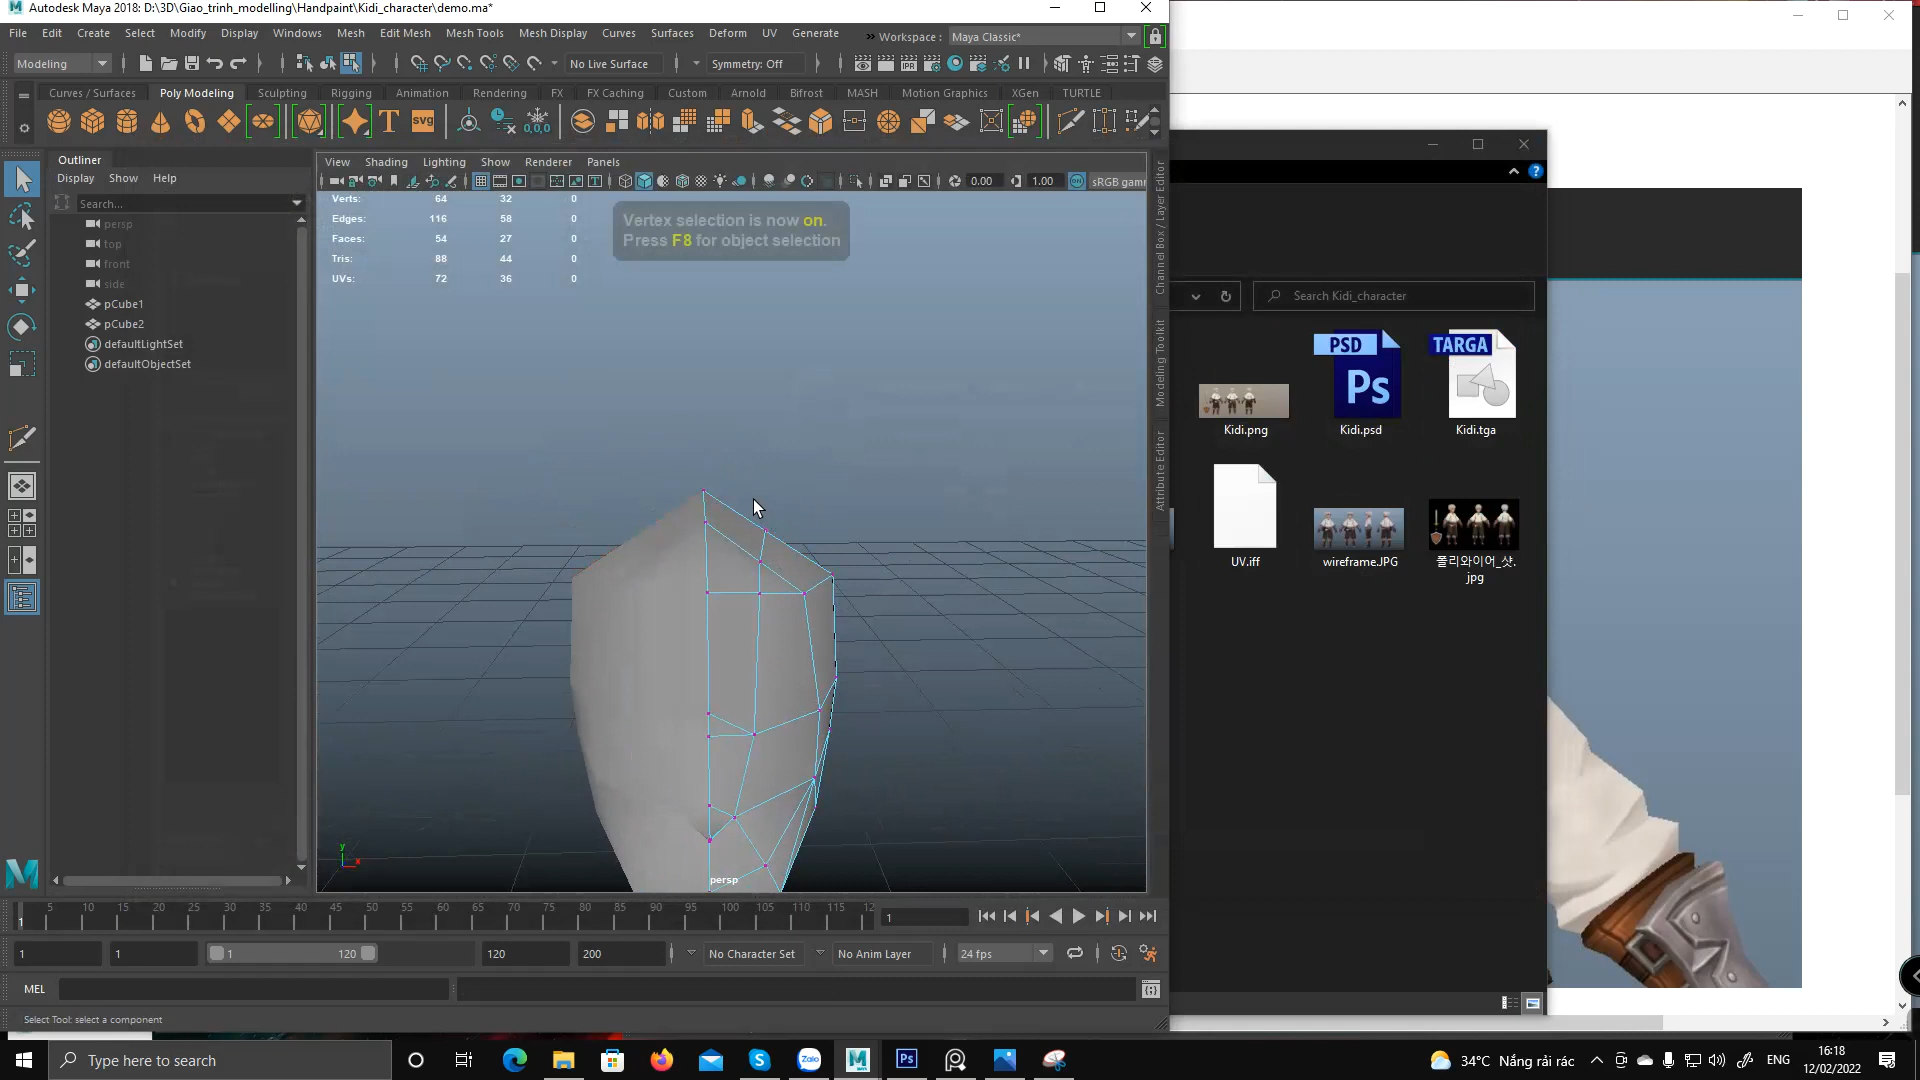 Autodesk Maya 2018: D:\3D\Giao_trinh_modelling\Handpaint\Kidi_character\demo.ma*
File Edit Create Select Modify Display Windows Mesh Edit Mesh Mesh Tools Mesh Display Curves Surfaces Deform UV Generate Workspace : Maya Classic*
Modeling No Live Surface Symmetry: Off
Curves / Surfaces Poly Modeling Sculpting Rigging Animation Rendering FX FX Caching Custom Arnold Bifrost MASH Motion Graphics XGen TURTLE
T svg 0,0,0
Outliner
Display Show Help
Search...
persp
top
front
side
pCube1
pCube2
defaultLightSet
defaultObjectSet
View Shading Lighting Show Renderer Panels
0.00 1.00 sRGB gamm
Verts: 64 32 0
Edges: 116 58 0
Faces: 54 27 0
Tris: 88 44 0
UVs: 72 36 0
Vertex selection is now on.
Press F8 for object selection
y
x
persp
Channel Box / Layer Editor
Modeling Toolkit
Attribute Editor
Search Kidi_character
PSD
Ps
TARGA
Kidi.png
Kidi.psd
Kidi.tga
UV.iff
wireframe.JPG
폴리와이어_샷.
jpg
1 5 10 15 20 25 30 35 40 45 50 55 60 65 70 75 80 85 90 95 100 105 110 115 12
1
1 1 1 120 120 200 No Character Set No Anim Layer 24 fps
MEL
Select Tool: select a component
Type here to search
Zalo
Ps
34°C Nắng rải rác
ENG
16:18
12/02/2022